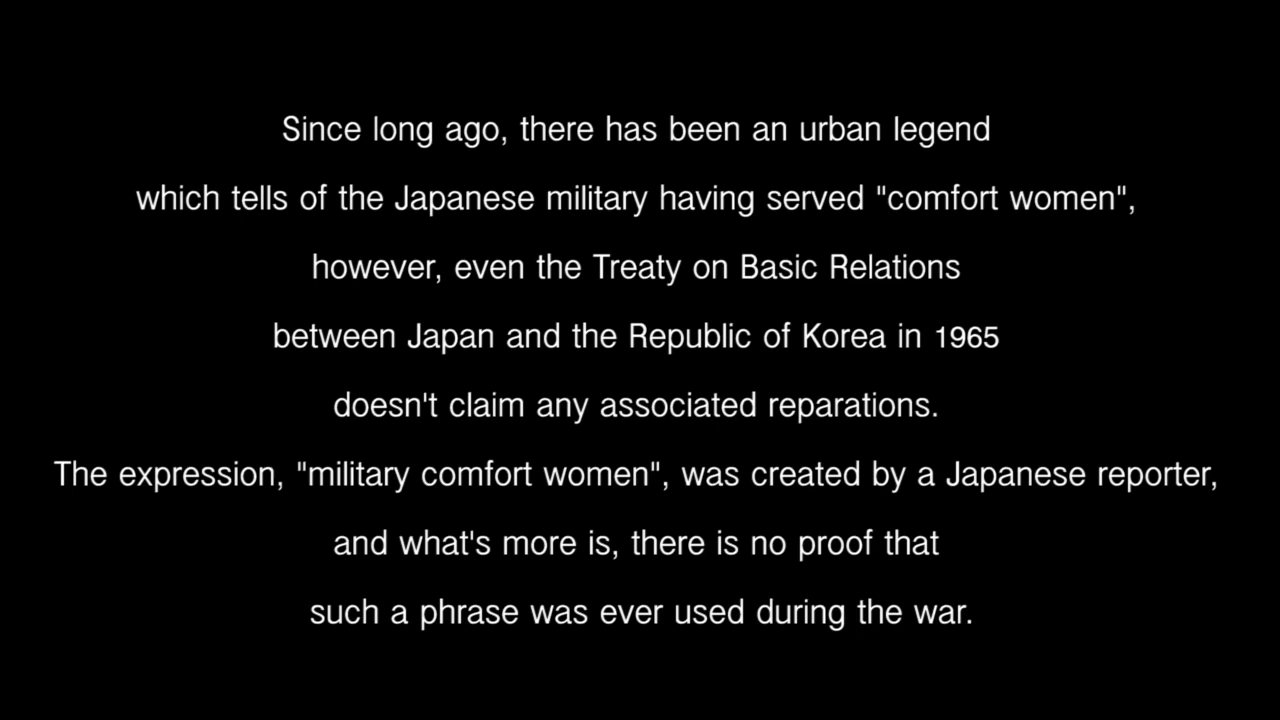 Since long ago, there has been an urban legend
which tells of the Japanese military having served "comfort women",
however, even the Treaty on Basic Relations
between Japan and the Republic of Korea in 1965
doesn't claim any associated reparations.
The expression, "military comfort women", was created by a Japanese reporter,
and what's more is, there is no proof that
such a phrase was ever used during the war.